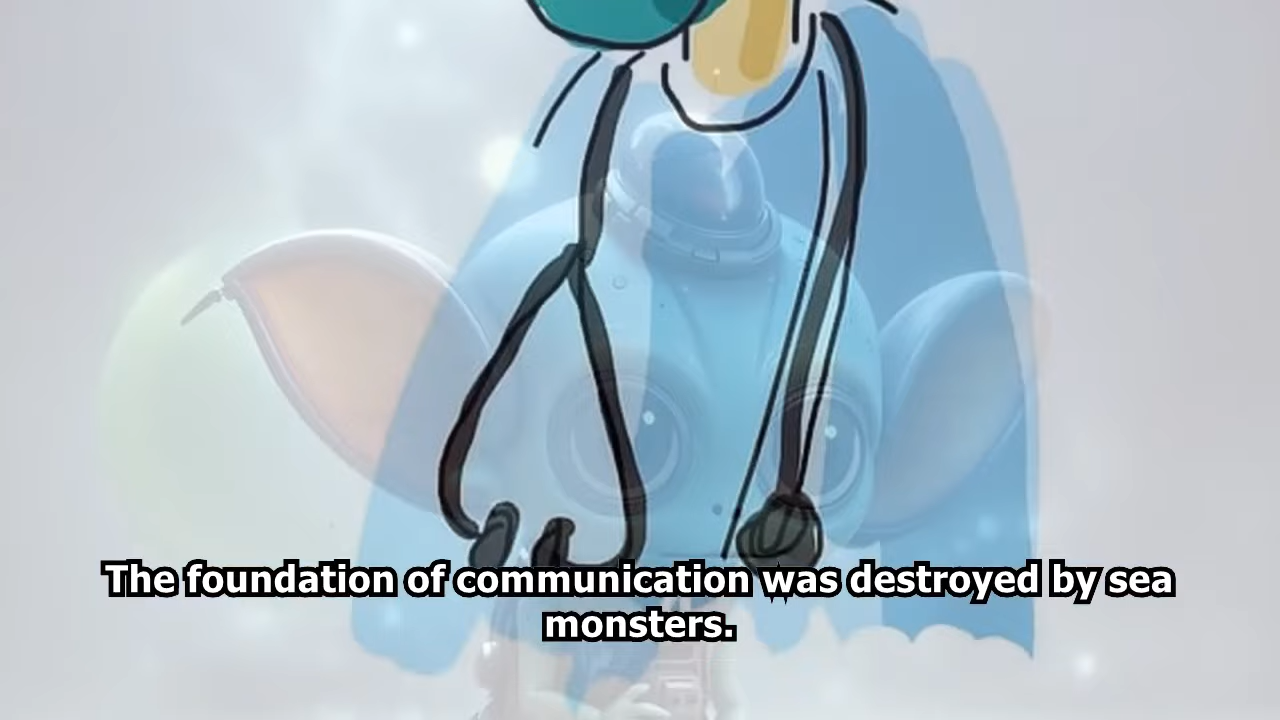 The foundation of communication was destroyed by sea
monsters.